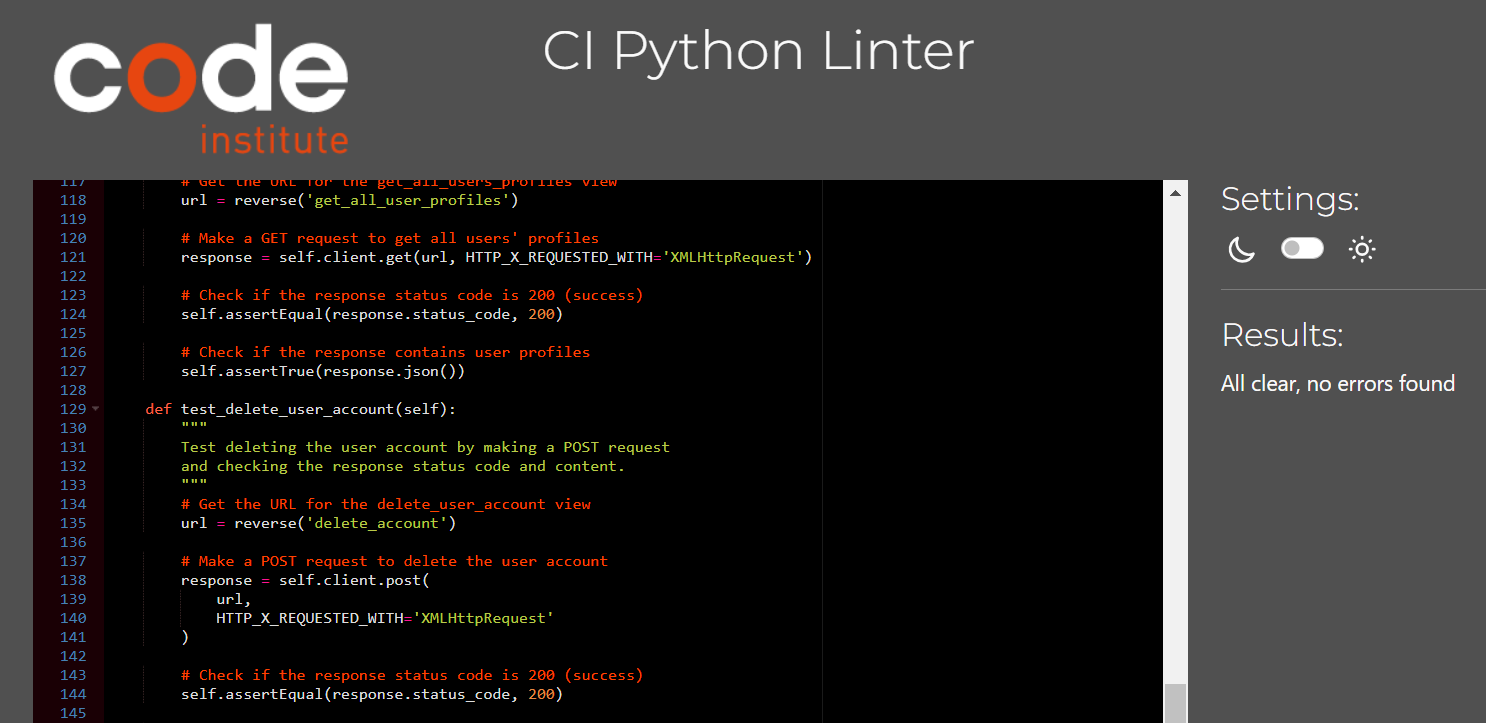 code
institute
CI Python Linter
117 # Get the URL for the get_all_users_profiles view
118 url = reverse('get_all_user_profiles')
119
120 # Make a GET request to get all users' profiles
121 response = self.client.get(url, HTTP_X_REQUESTED_WITH='XMLHttpRequest')
122
123 # Check if the response status code is 200 (success)
124 self.assertEqual(response.status_code, 200)
125
126 # Check if the response contains user profiles
127 self.assertTrue(response.json())
128
129 def test_delete_user_account(self):
130 """
131 Test deleting the user account by making a POST request
132 and checking the response status code and content.
133 """
134 # Get the URL for the delete_user_account view
135 url = reverse('delete_account')
136
137 # Make a POST request to delete the user account
138 response = self.client.post(
139 url,
140 HTTP_X_REQUESTED_WITH='XMLHttpRequest'
141 )
142
143 # Check if the response status code is 200 (success)
144 self.assertEqual(response.status_code, 200)
145
Settings:
Results:
All clear, no errors found